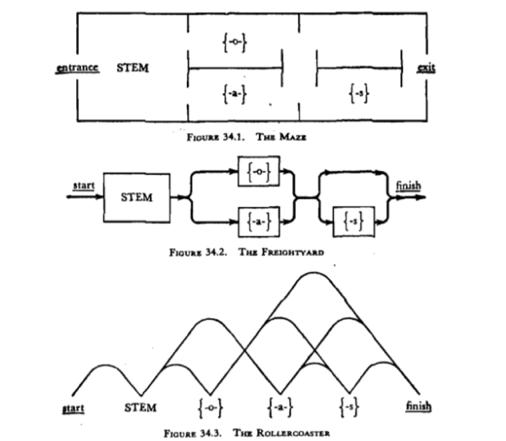 {-o-}
entrance STEM exit
{-a-} {-s}
FIGURE 34.1. THE MAZE
start {-o-} finish
STEM
{-a-} {-s}
FIGURE 34.2. THE FREIGHTYARD
start STEM {-o-} {-a-} {-s} finish
FIGURE 34.3. THE ROLLERCOASTER